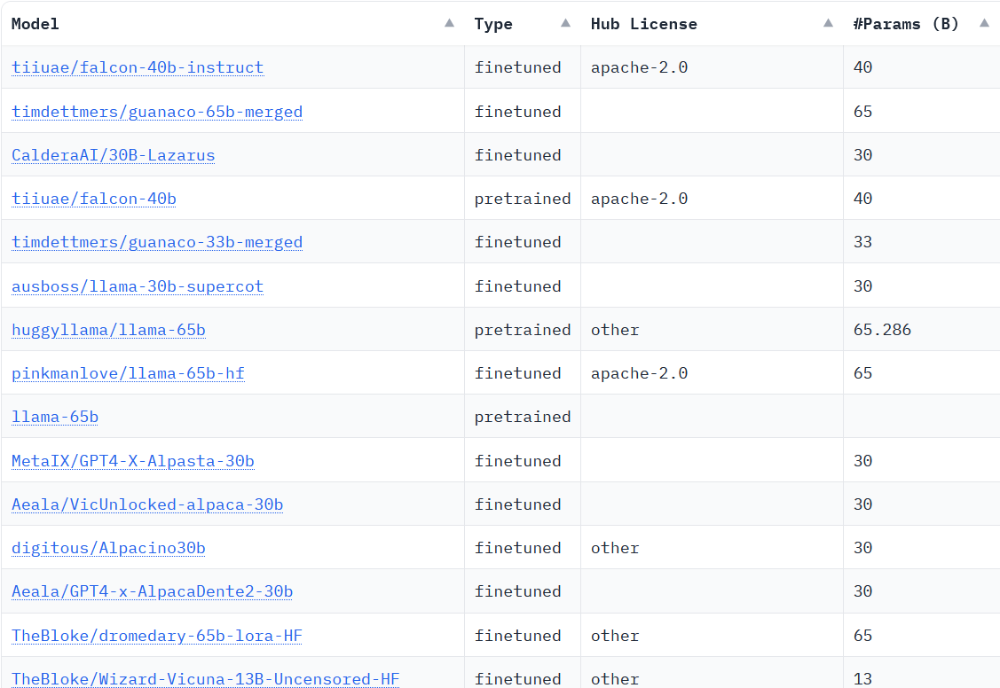 Model ▲ Type ▲ Hub License ▲ #Params (B) ▲
tiiuae/falcon-40b-instruct finetuned apache-2.0 40
timdettmers/guanaco-65b-merged finetuned 65
CalderaAI/30B-Lazarus finetuned 30
tiiuae/falcon-40b pretrained apache-2.0 40
timdettmers/guanaco-33b-merged finetuned 33
ausboss/llama-30b-supercot finetuned 30
huggyllama/llama-65b pretrained other 65.286
pinkmanlove/llama-65b-hf finetuned apache-2.0 65
llama-65b pretrained
MetaIX/GPT4-X-Alpasta-30b finetuned 30
Aeala/VicUnlocked-alpaca-30b finetuned 30
digitous/Alpacino30b finetuned other 30
Aeala/GPT4-x-AlpacaDente2-30b finetuned 30
TheBloke/dromedary-65b-lora-HF finetuned other 65
TheBloke/Wizard-Vicuna-13B-Uncensored-HF finetuned other 13